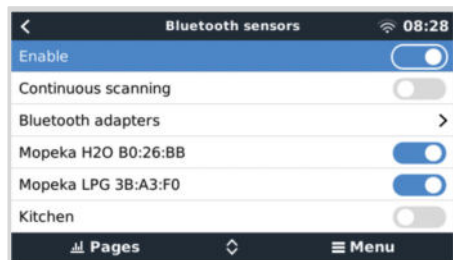 Bluetooth sensors 08:28
Enable
Continuous scanning
Bluetooth adapters
Mopeka H2O B0:26:BB
Mopeka LPG 3B:A3:F0
Kitchen
Pages Menu